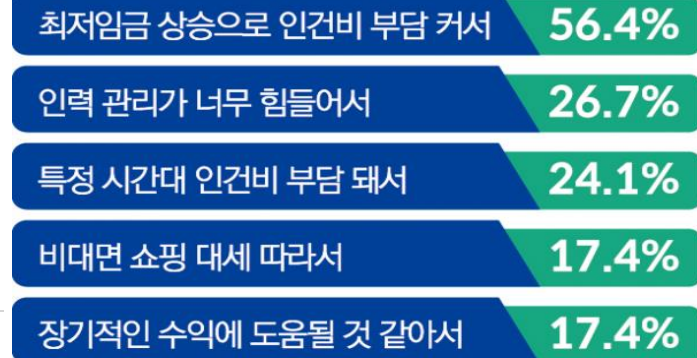 최저임금 상승으로 인건비 부담 커서 56.4%
인력 관리가 너무 힘들어서 26.7%
특정 시간대 인건비 부담 돼서 24.1%
비대면 쇼핑 대세 따라서 17.4%
장기적인 수익에 도움될 것 같아서 17.4%